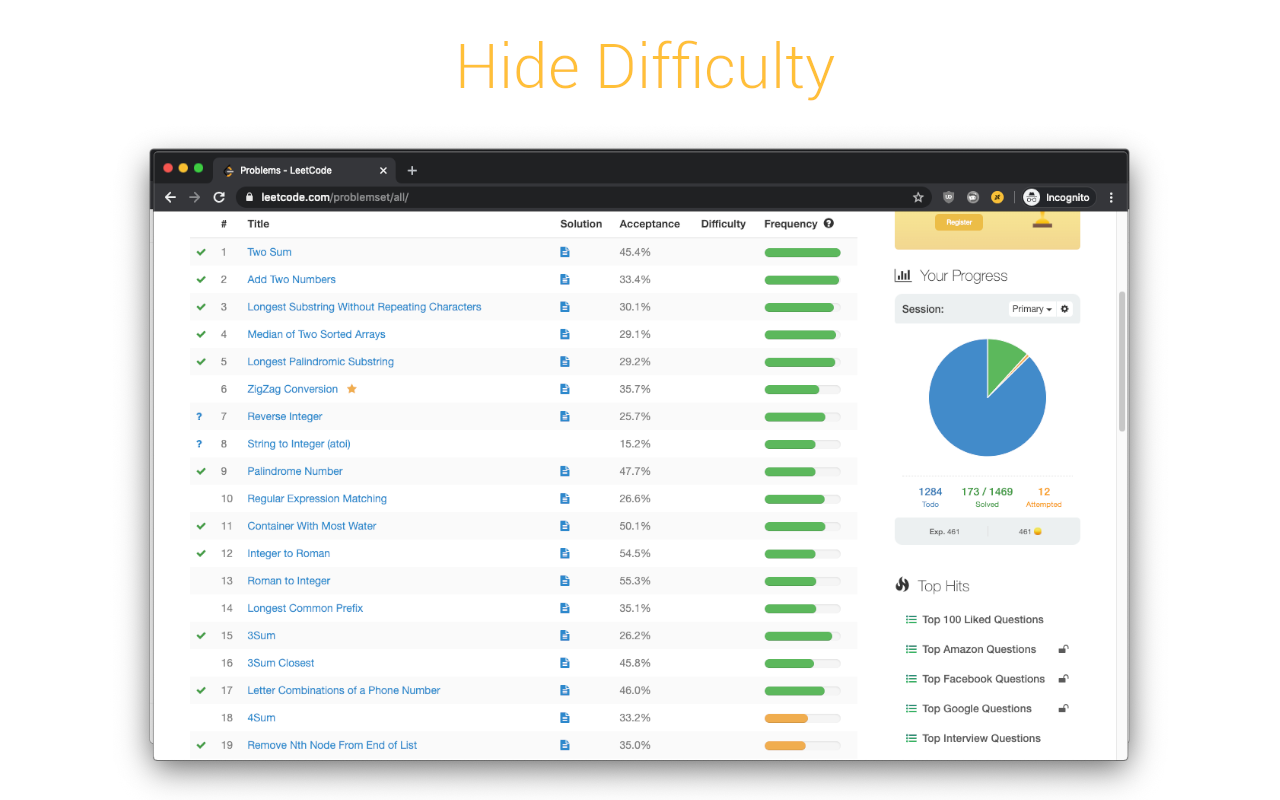 Hide Difficulty
Problems - LeetCode
leetcode.com/problemset/all/
Incognito
# Title Solution Acceptance Difficulty Frequency ?
1 Two Sum 45.4%
2 Add Two Numbers 33.4%
3 Longest Substring Without Repeating Characters 30.1%
4 Median of Two Sorted Arrays 29.1%
5 Longest Palindromic Substring 29.2%
6 ZigZag Conversion 35.7%
? 7 Reverse Integer 25.7%
? 8 String to Integer (atoi) 15.2%
9 Palindrome Number 47.7%
10 Regular Expression Matching 26.6%
11 Container With Most Water 50.1%
12 Integer to Roman 54.5%
13 Roman to Integer 55.3%
14 Longest Common Prefix 35.1%
15 3Sum 26.2%
16 3Sum Closest 45.8%
17 Letter Combinations of a Phone Number 46.0%
18 4Sum 33.2%
19 Remove Nth Node From End of List 35.0%
Register
Your Progress
Session: Primary
1284 173 / 1469 12
Todo Solved Attempted
Exp. 461 461
Top Hits
Top 100 Liked Questions
Top Amazon Questions
Top Facebook Questions
Top Google Questions
Top Interview Questions